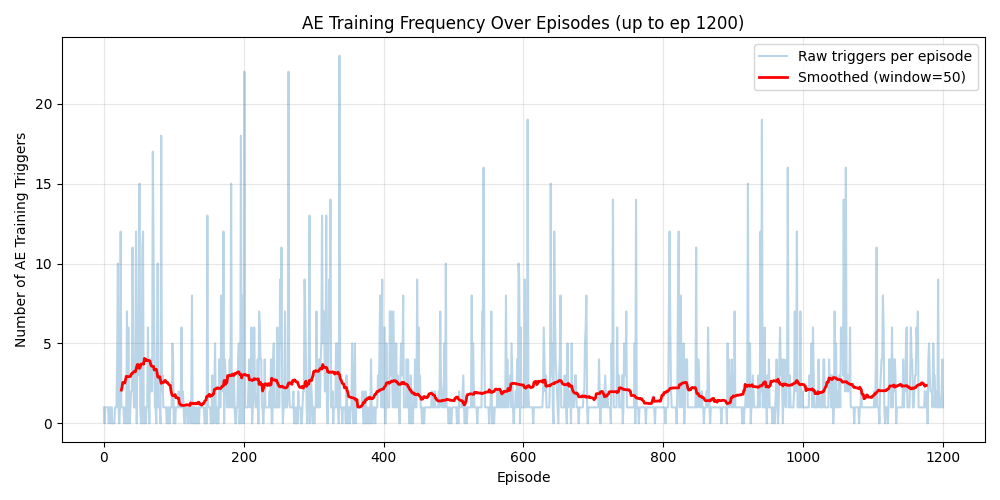 AE Training Frequency Over Episodes (up to ep 1200)
Raw triggers per episode
Smoothed (window=50)
Number of AE Training Triggers
20
15
10
5
0
0 200 400 600 800 1000 1200
Episode